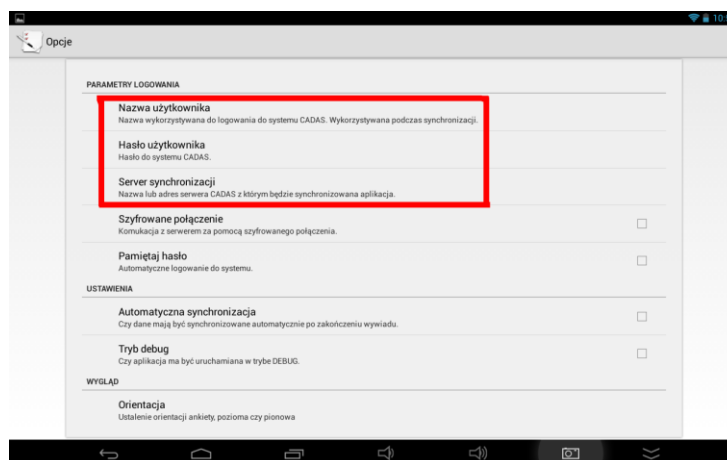 10:
Opcje
PARAMETRY LOGOWANIA
Nazwa użytkownika
Nazwa wykorzystywana do logowania do systemu CADAS. Wykorzystywana podczas synchronizacji.
Hasło użytkownika
Hasło do systemu CADAS.
Server synchronizacji
Nazwa lub adres serwera CADAS z którym będzie synchronizowana aplikacja.
Szyfrowane połączenie
Komukacja z serwerem za pomocą szyfrowanego połączenia.
Pamiętaj hasło
Automatyczne logowanie do systemu.
USTAWIENIA
Automatyczna synchronizacja
Czy dane mają być synchronizowane automatycznie po zakończeniu wywiadu.
Tryb debug
Czy aplikacja ma być uruchamiana w trybe DEBUG.
WYGLĄD
Orientacja
Ustalenie orientacji ankiety, pozioma czy pionowa